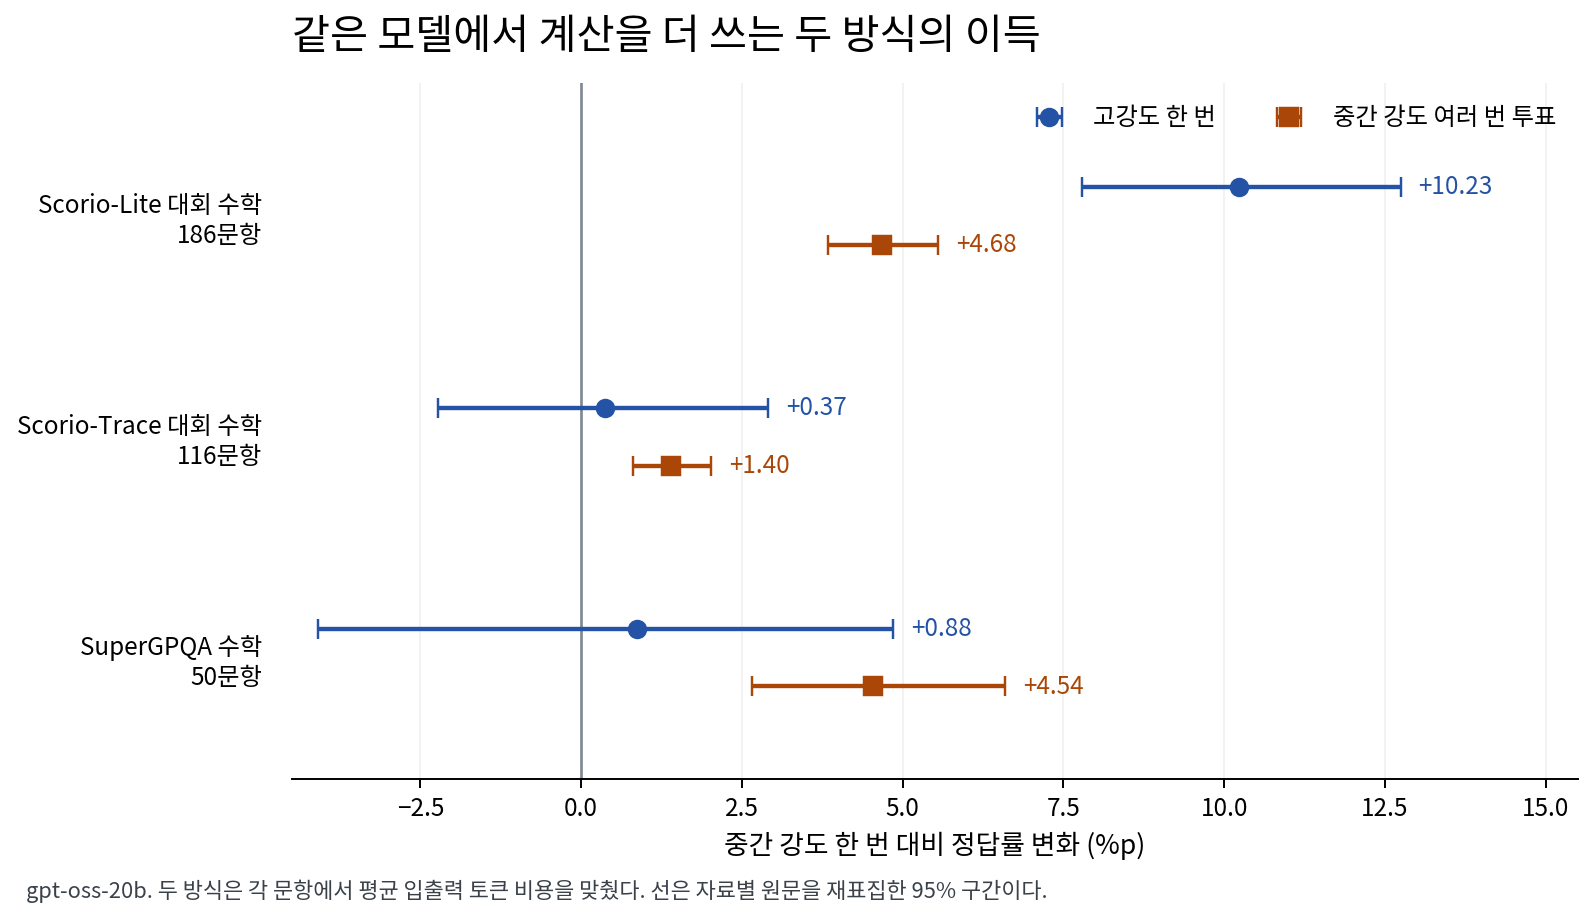 같은 모델에서 계산을 더 쓰는 두 방식의 이득
고강도 한 번
중간 강도 여러 번 투표
Scorio-Lite 대회 수학
186문항
+10.23
+4.68
Scorio-Trace 대회 수학
116문항
+0.37
+1.40
SuperGPQA 수학
50문항
+0.88
+4.54
−2.5 0.0 2.5 5.0 7.5 10.0 12.5 15.0
중간 강도 한 번 대비 정답률 변화 (%p)
gpt-oss-20b. 두 방식은 각 문항에서 평균 입출력 토큰 비용을 맞췄다. 선은 자료별 원문을 재표집한 95% 구간이다.